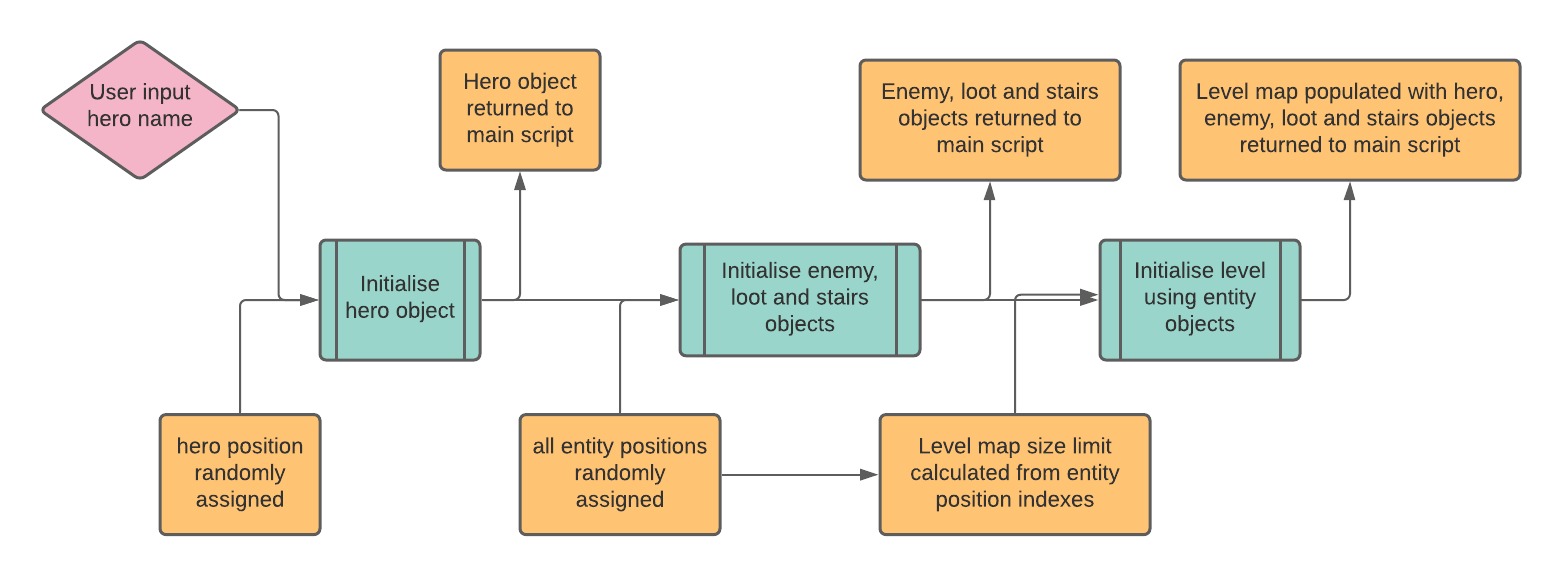 User input
hero name
Hero object
returned to
main script
Enemy, loot and stairs
objects returned to
main script
Level map populated with hero,
enemy, loot and stairs objects
returned to main script
Initialise
hero object
Initialise enemy,
loot and stairs
objects
Initialise level
using entity
objects
hero position
randomly
assigned
all entity positions
randomly
assigned
Level map size limit
calculated from entity
position indexes